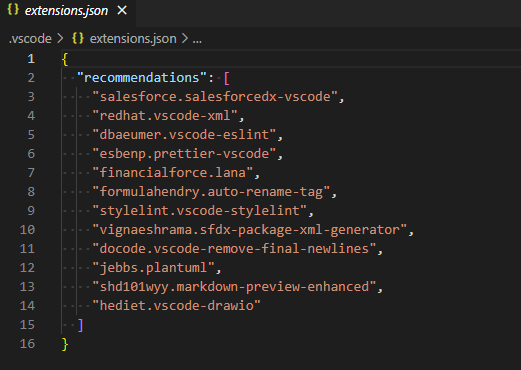 {} extensions.json ×
.vscode > {} extensions.json > ...
1 {
2 "recommendations": [
3 "salesforce.salesforcedx-vscode",
4 "redhat.vscode-xml",
5 "dbaeumer.vscode-eslint",
6 "esbenp.prettier-vscode",
7 "financialforce.lana",
8 "formulahendry.auto-rename-tag",
9 "stylelint.vscode-stylelint",
10 "vignaeshrama.sfdx-package-xml-generator",
11 "docode.vscode-remove-final-newlines",
12 "jebbs.plantuml",
13 "shd101wyy.markdown-preview-enhanced",
14 "hediet.vscode-drawio"
15 ]
16 }